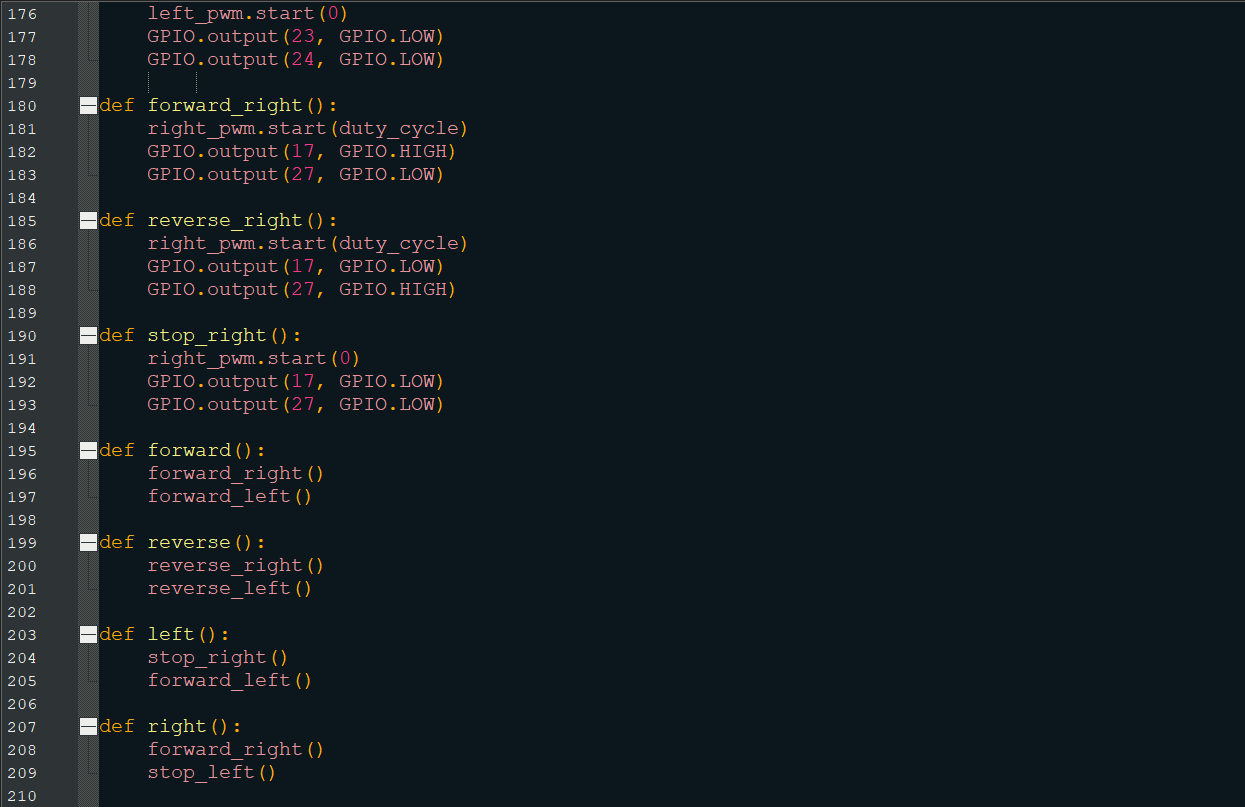 176 left_pwm.start(0)
177 GPIO.output(23, GPIO.LOW)
178 GPIO.output(24, GPIO.LOW)
179
180 def forward_right():
181 right_pwm.start(duty_cycle)
182 GPIO.output(17, GPIO.HIGH)
183 GPIO.output(27, GPIO.LOW)
184
185 def reverse_right():
186 right_pwm.start(duty_cycle)
187 GPIO.output(17, GPIO.LOW)
188 GPIO.output(27, GPIO.HIGH)
189
190 def stop_right():
191 right_pwm.start(0)
192 GPIO.output(17, GPIO.LOW)
193 GPIO.output(27, GPIO.LOW)
194
195 def forward():
196 forward_right()
197 forward_left()
198
199 def reverse():
200 reverse_right()
201 reverse_left()
202
203 def left():
204 stop_right()
205 forward_left()
206
207 def right():
208 forward_right()
209 stop_left()
210